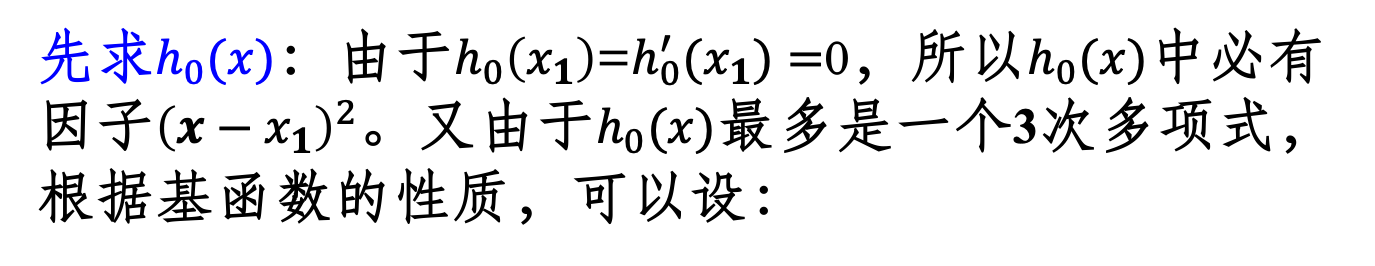 先求h₀(x)：由于h₀(x₁)=h₀′(x₁) =0，所以h₀(x)中必有
因子(x − x₁)²。又由于h₀(x)最多是一个3次多项式，
根据基函数的性质，可以设：